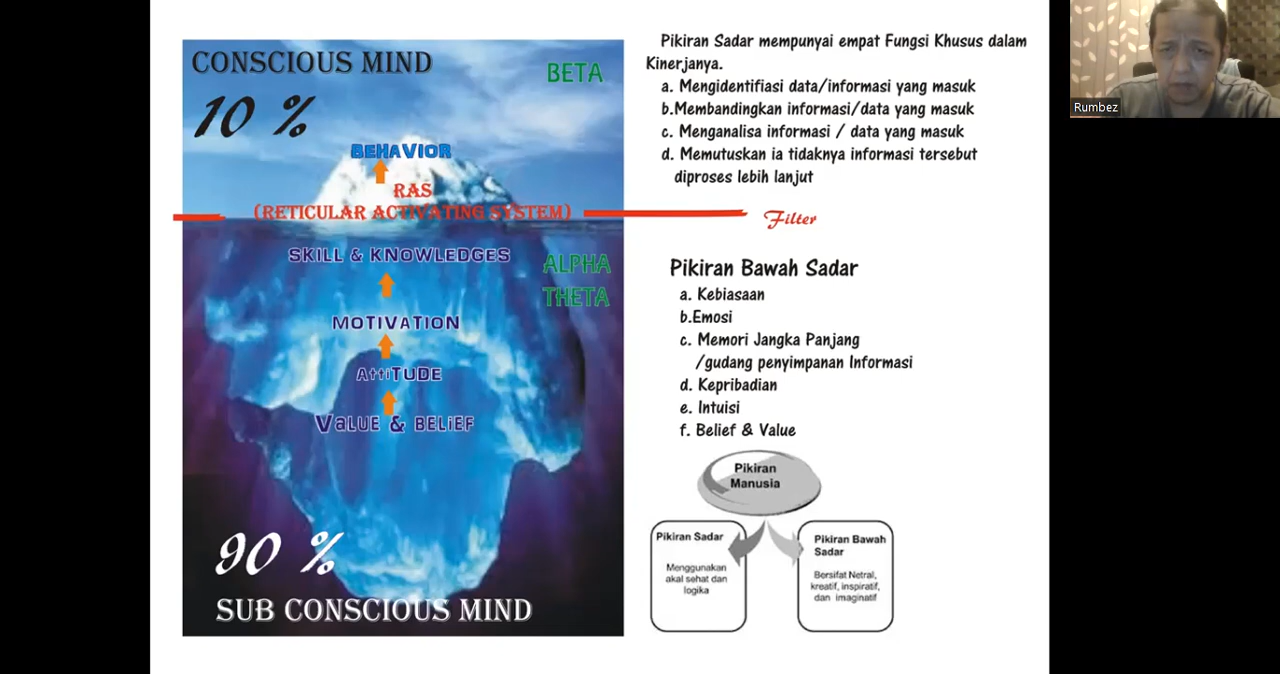 CONSCIOUS MIND
10 %
BETA
BEHAVIOR
RAS
(RETICULAR ACTIVATING SYSTEM)
SKILL & KNOWLEDGES
ALPHA
THETA
MOTIVATION
AttiTUDE
VaLUE & BELiEF
90 %
SUB CONSCIOUS MIND
Pikiran Sadar mempunyai empat Fungsi Khusus dalam
Kinerjanya.
a. Mengidentifiasi data/informasi yang masuk
b.Membandingkan informasi/data yang masuk
c. Menganalisa informasi / data yang masuk
d. Memutuskan ia tidaknya informasi tersebut
diproses lebih lanjut
Filter
Pikiran Bawah Sadar
a. Kebiasaan
b.Emosi
c. Memori Jangka Panjang
/gudang penyimpanan Informasi
d. Kepribadian
e. Intuisi
f. Belief & Value
Pikiran
Manusia
Pikiran Sadar
Menggunakan
akal sehat dan
logika
Pikiran Bawah
Sadar
Bersifat Netral,
kreatif, inspiratif,
dan imaginatif
Rumbez